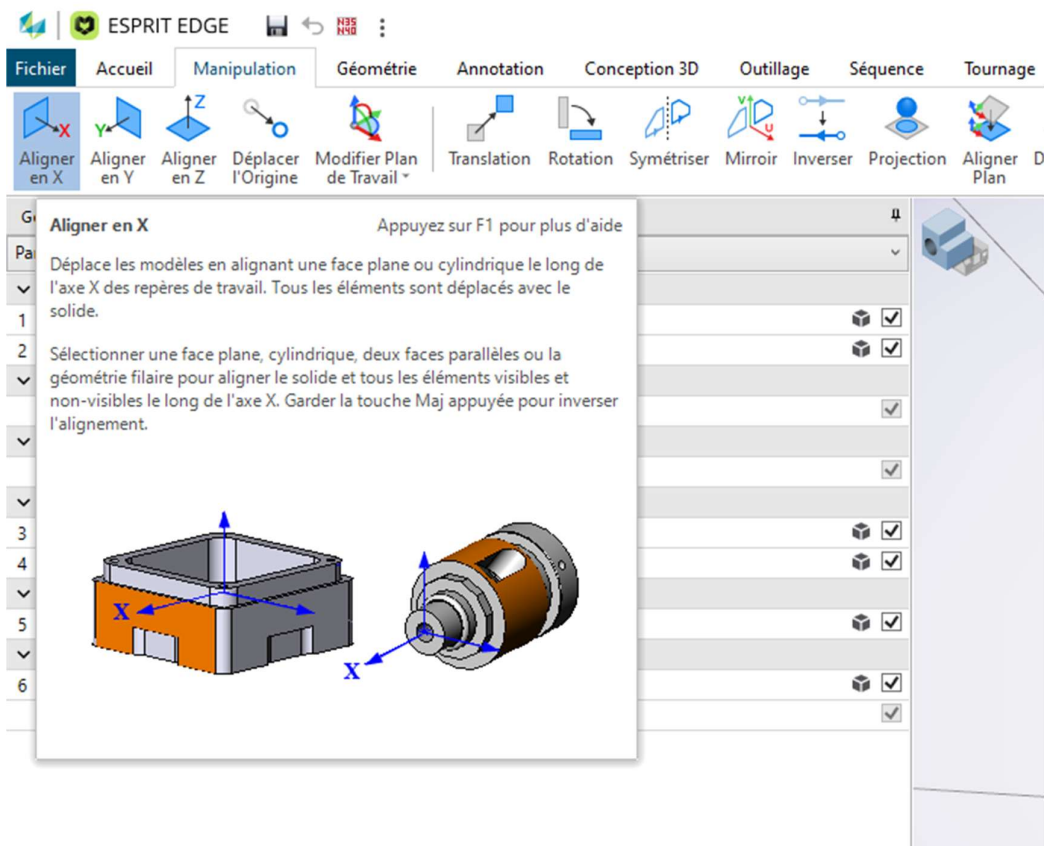 ESPRIT EDGE
N35
N40
Fichier Accueil Manipulation Géométrie Annotation Conception 3D Outillage Séquence Tournage
X Y Z V U
Aligner en X
Aligner en Y
Aligner en Z
Déplacer l'Origine
Modifier Plan de Travail
Translation
Rotation
Symétriser
Mirroir
Inverser
Projection
Aligner Plan
D
G
Pa
Aligner en X Appuyez sur F1 pour plus d'aide
Déplace les modèles en alignant une face plane ou cylindrique le long de
l'axe X des repères de travail. Tous les éléments sont déplacés avec le
solide.
Sélectionner une face plane, cylindrique, deux faces parallèles ou la
géométrie filaire pour aligner le solide et tous les éléments visibles et
non-visibles le long de l'axe X. Garder la touche Maj appuyée pour inverser
l'alignement.
X
X
1
2
3
4
5
6